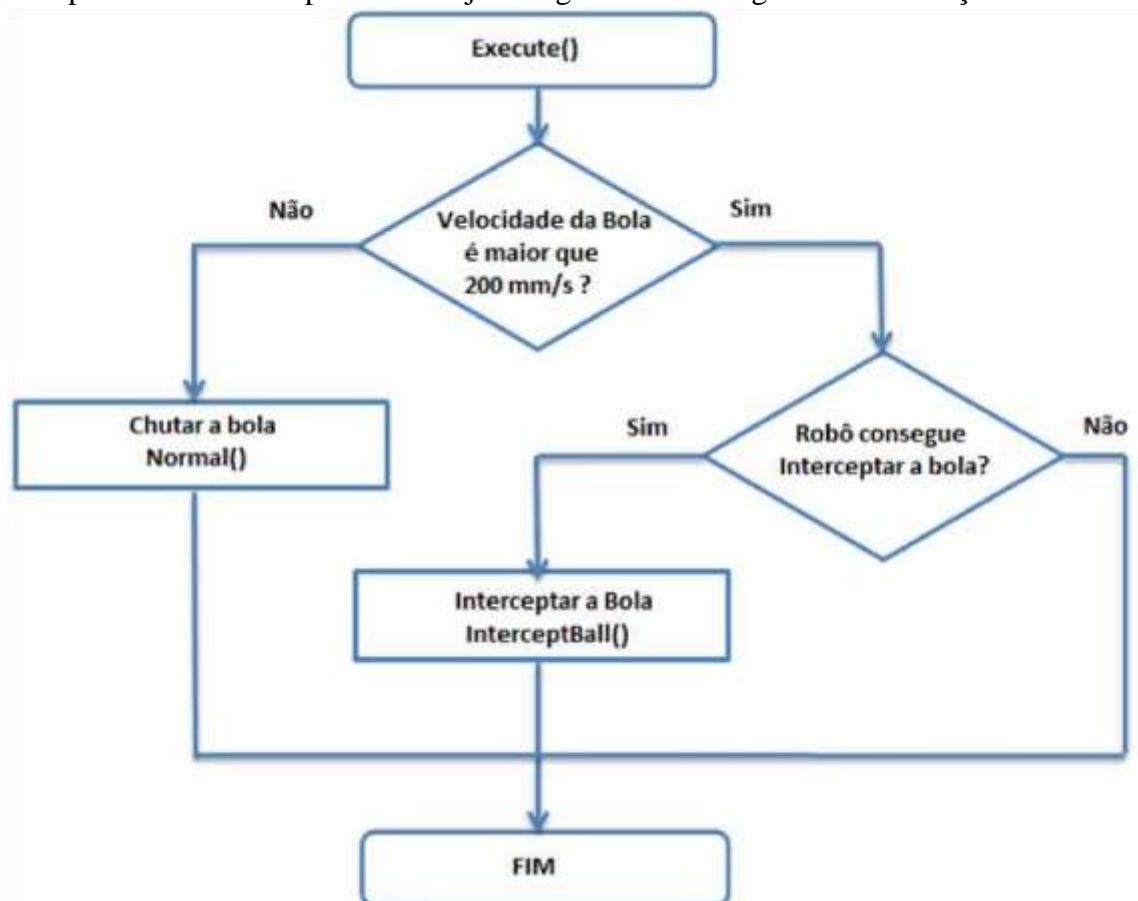 Execute()
Não
Velocidade da Bola
é maior que
200 mm/s ?
Sim
Chutar a bola
Normal()
Sim
Robô consegue
Interceptar a bola?
Não
Interceptar a Bola
InterceptBall()
FIM